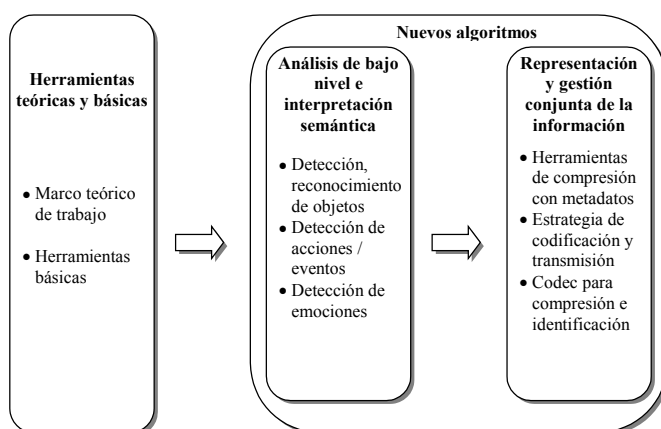 Nuevos algoritmos
Herramientas
teóricas y básicas
• Marco teórico
de trabajo
• Herramientas
básicas
Análisis de bajo
nivel e
interpretación
semántica
• Detección,
reconocimiento
de objetos
• Detección de
acciones /
eventos
• Detección de
emociones
Representación
y gestión
conjunta de la
información
• Herramientas
de compresión
con metadatos
• Estrategia de
codificación y
transmisión
• Codec para
compresión e
identificación